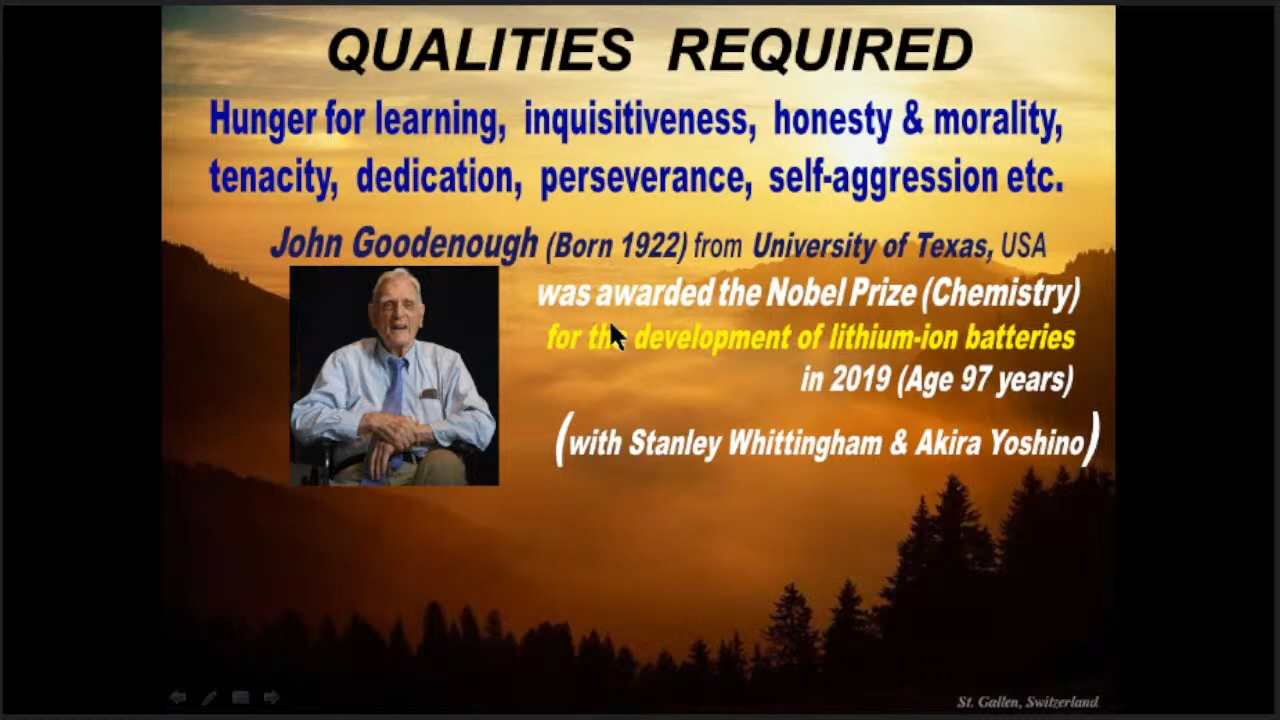 QUALITIES REQUIRED
Hunger for learning, inquisitiveness, honesty & morality,
tenacity, dedication, perseverance, self-aggression etc.
John Goodenough (Born 1922) from University of Texas, USA
was awarded the Nobel Prize (Chemistry)
for the development of lithium-ion batteries
in 2019 (Age 97 years)
(with Stanley Whittingham & Akira Yoshino)
St. Gallen, Switzerland